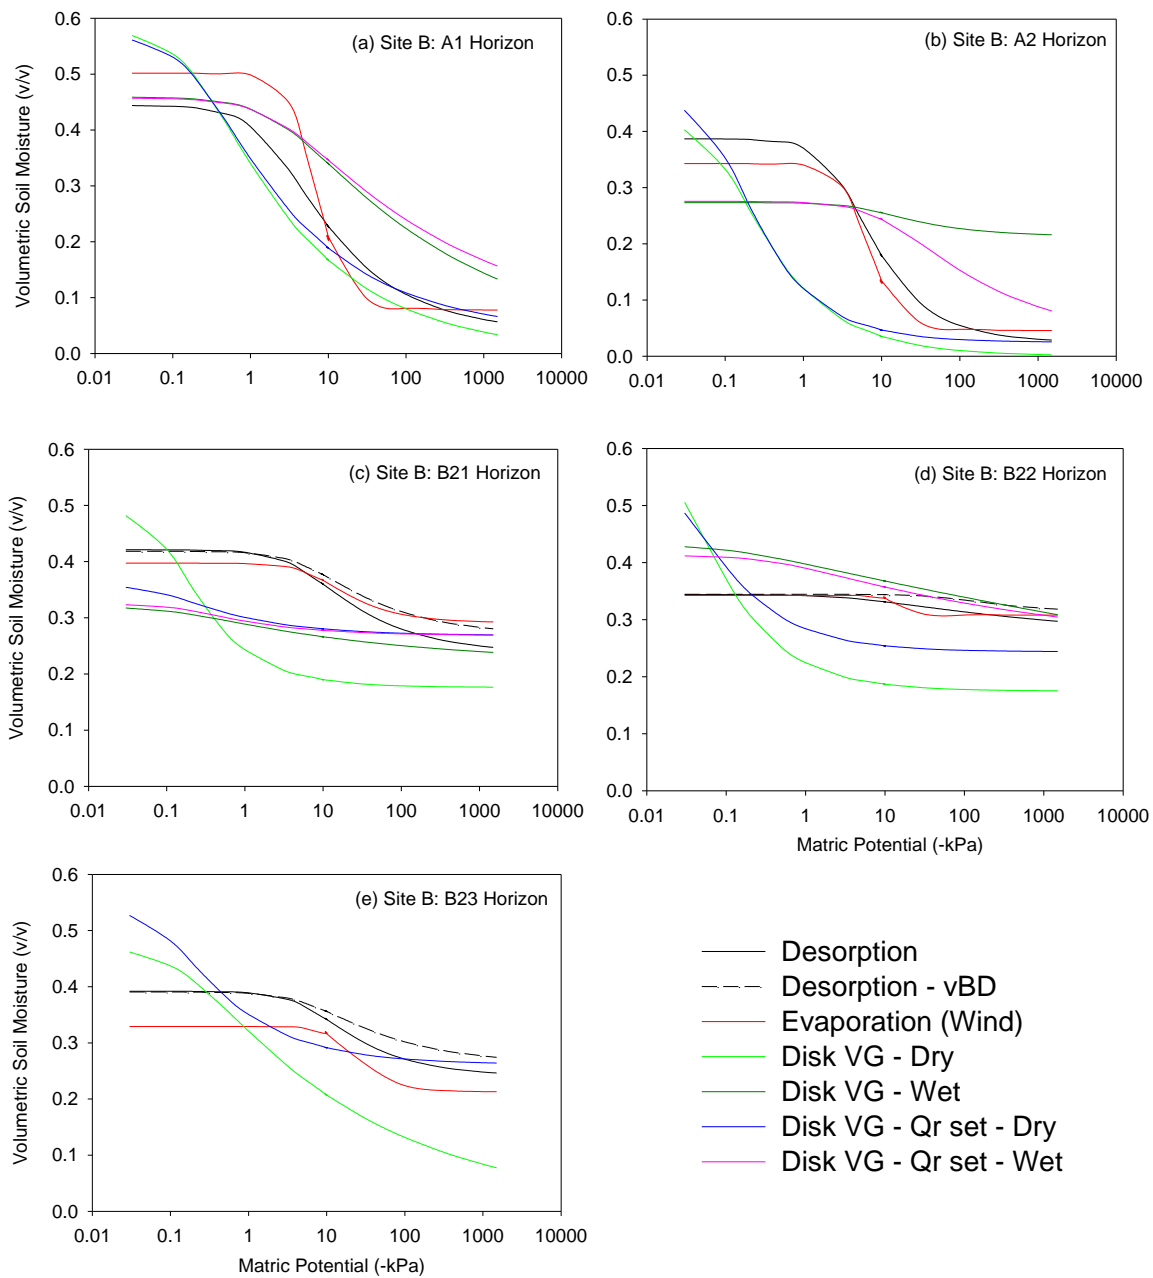 (a) Site B: A1 Horizon
Volumetric Soil Moisture (v/v)
0.6
0.5
0.4
0.3
0.2
0.1
0.0
0.01 0.1 1 10 100 1000 10000
(b) Site B: A2 Horizon
0.6
0.5
0.4
0.3
0.2
0.1
0.0
0.01 0.1 1 10 100 1000 10000
(c) Site B: B21 Horizon
Volumetric Soil Moisture (v/v)
0.6
0.5
0.4
0.3
0.2
0.1
0.0
0.01 0.1 1 10 100 1000 10000
(d) Site B: B22 Horizon
0.6
0.5
0.4
0.3
0.2
0.1
0.0
0.01 0.1 1 10 100 1000 10000
Matric Potential (-kPa)
(e) Site B: B23 Horizon
Volumetric Soil Moisture (v/v)
0.6
0.5
0.4
0.3
0.2
0.1
0.0
0.01 0.1 1 10 100 1000 10000
Matric Potential (-kPa)
Desorption
Desorption - vBD
Evaporation (Wind)
Disk VG - Dry
Disk VG - Wet
Disk VG - Qr set - Dry
Disk VG - Qr set - Wet